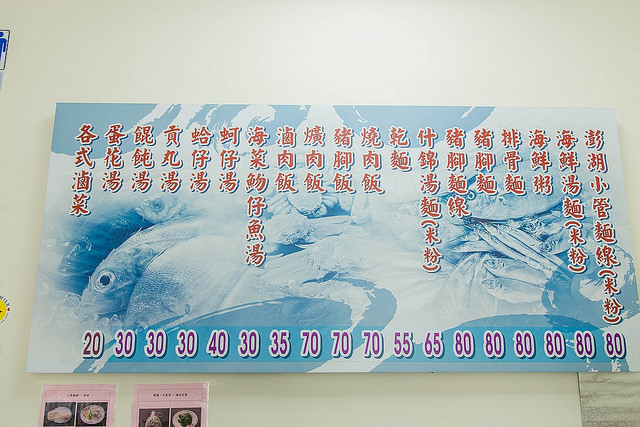 澎湖小管麵線(米粉)
海鮮湯麵(米粉)
海鮮粥
排骨麵
豬腳麵
豬腳麵線
什錦湯麵(米粉)
乾麵
燒肉飯
豬腳飯
爌肉飯
滷肉飯
海菜魩仔魚湯
蚵仔湯
蛤仔湯
貢丸湯
餛飩湯
蛋花湯
各式滷菜
20 30 30 30 40 30 35 70 70 70 55 65 80 80 80 80 80 80